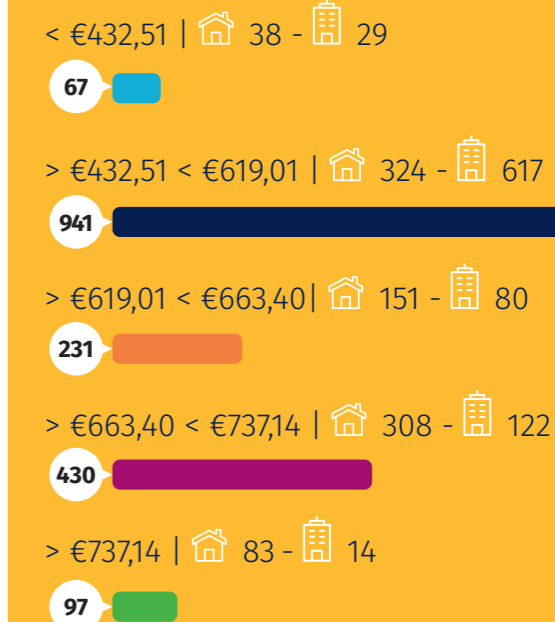 < €432,51 | 38 - 29
67
> €432,51 < €619,01 | 324 - 617
941
> €619,01 < €663,40| 151 - 80
231
> €663,40 < €737,14 | 308 - 122
430
> €737,14 | 83 - 14
97